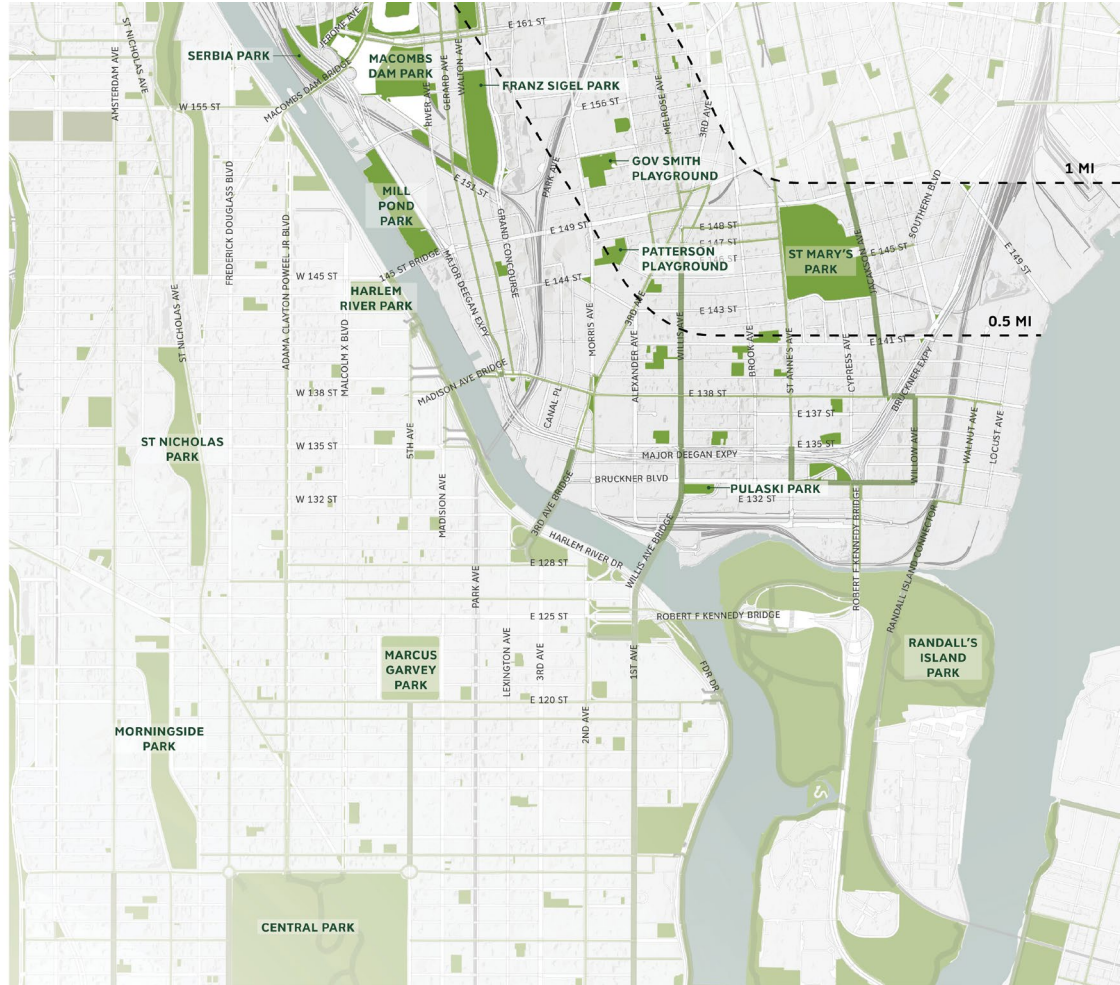 E 161 ST
JEROME AVE
ST NICHOLAS AVE
AMSTERDAM AVE
SERBIA PARK
MACOMBS
DAM PARK
RIVER AVE
GERARD AVE
WALTON AVE
FRANZ SIGEL PARK
MELROSE AVE
3RD AVE
W 155 ST
MACOMBS DAM BRIDGE
E 156 ST
GOV SMITH
PLAYGROUND
1 MI
PARK AVE
FREDERICK DOUGLASS BLVD
MILL
POND
PARK
E 151 ST
GRAND CONCOURSE
E 149 ST
E 148 ST
E 147 ST
E 146 ST
PATTERSON
PLAYGROUND
ST MARY'S
PARK
JACKSON AVE
E 145 ST
SOUTHERN BLVD
E 149 ST
ADAMA CLAYTON POWELL JR BLVD
W 145 ST
145 ST BRIDGE
MAJOR DEEGAN EXPY
E 144 ST
HARLEM
RIVER PARK
3RD AVE
E 143 ST
0.5 MI
ST NICHOLAS AVE
MALCOLM X BLVD
MORRIS AVE
WILLIS AVE
E 141 ST
ALEXANDER AVE
BROOK AVE
ST ANNE'S AVE
CYPRESS AVE
BRUCKNER EXPY
W 138 ST
MADISON AVE BRIDGE
E 138 ST
CANAL PL
E 137 ST
ST NICHOLAS
PARK
W 135 ST
5TH AVE
E 135 ST
MAJOR DEEGAN EXPY
WILLOW AVE
WALNUT AVE
LOCUST AVE
BRUCKNER BLVD
PULASKI PARK
W 132 ST
MADISION AVE
3RD AVE BRIDGE
E 132 ST
HARLEM RIVER DR
WILLIS AVE BRIDGE
ROBERT F KENNEDY BRIDGE
RANDALL ISLAND CONNECTOR
E 128 ST
PARK AVE
E 125 ST
ROBERT F KENNEDY BRIDGE
LEXINGTON AVE
3RD AVE
1ST AVE
MARCUS
GARVEY
PARK
RANDALL'S
ISLAND
PARK
FDR DR
E 120 ST
2ND AVE
MORNINGSIDE
PARK
CENTRAL PARK